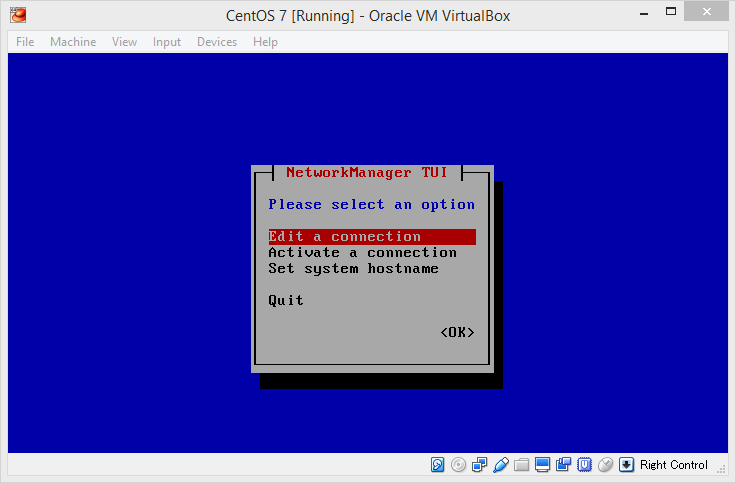 CentOS 7 [Running] - Oracle VM VirtualBox
File Machine View Input Devices Help
NetworkManager TUI
Please select an option
Edit a connection
Activate a connection
Set system hostname
Quit
<OK>
Right Control